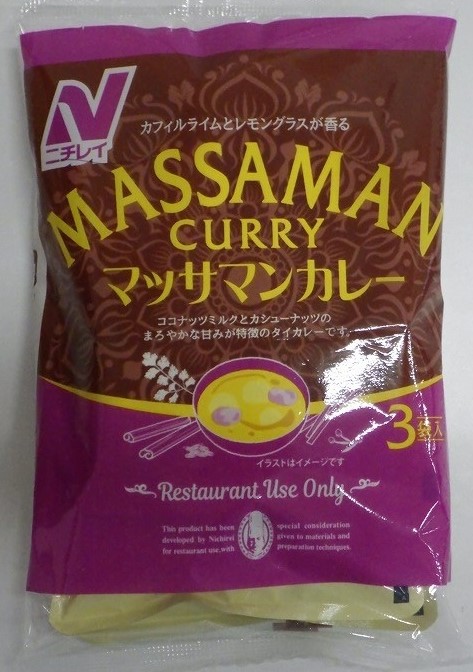 ニチレイ
カフィルライムとレモングラスが香る
MASSAMAN
CURRY
マッサマンカレー
ココナッツミルクとカシューナッツの
まろやかな甘みが特徴のタイカレーです。
3袋入
イラストはイメージです
Restaurant Use Only
This product has been special consideration
developed by Nichirei given to materials and
for restaurant use, with preparation techniques.